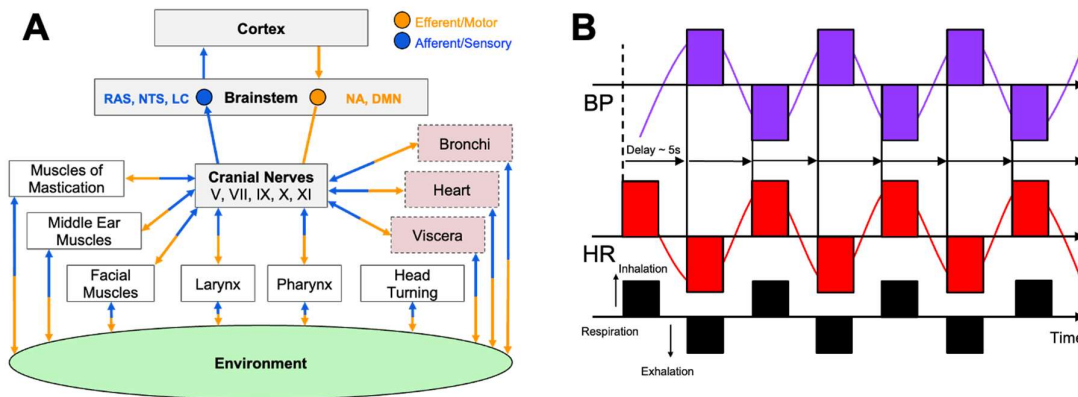 A
Cortex
Efferent/Motor
Afferent/Sensory
RAS, NTS, LC
Brainstem
NA, DMN
Bronchi
Muscles of
Mastication
Cranial Nerves
V, VII, IX, X, XI
Heart
Middle Ear
Muscles
Viscera
Facial
Muscles
Larynx
Pharynx
Head
Turning
Environment
B
BP
Delay ~ 5s
HR
Inhalation
Respiration
Time
Exhalation